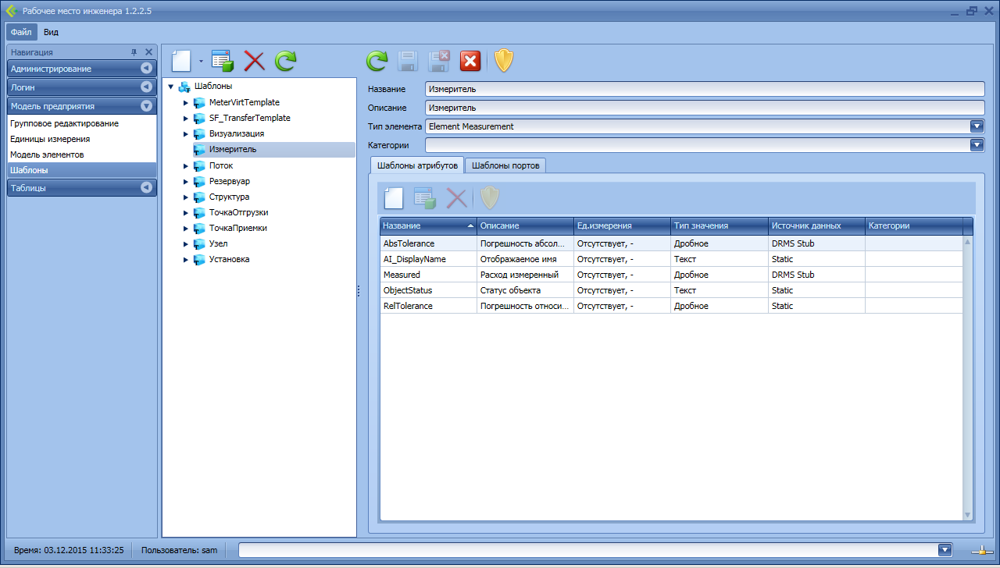 Рабочее место инженера 1.2.2.5
Файл Вид
Навигация
Администрирование
Логин
Модель предприятия
Групповое редактирование
Единицы измерения
Модель элементов
Шаблоны
Таблицы
Шаблоны
MeterVirtTemplate
SF_TransferTemplate
Визуализация
Измеритель
Поток
Резервуар
Структура
ТочкаОтгрузки
ТочкаПриемки
Узел
Установка
Название Измеритель
Описание Измеритель
Тип элемента Element Measurement
Категории
Шаблоны атрибутов Шаблоны портов
Название Описание Ед.измерения Тип значения Источник данных Категории
AbsTolerance Погрешность абсол... Отсутствует, - Дробное DRMS Stub
AI_DisplayName Отображаемое имя Отсутствует, - Текст Static
Measured Расход измеренный Отсутствует, - Дробное DRMS Stub
ObjectStatus Статус объекта Отсутствует, - Текст Static
RelTolerance Погрешность относи... Отсутствует, - Дробное Static
Время: 03.12.2015 11:33:25 Пользователь: sam